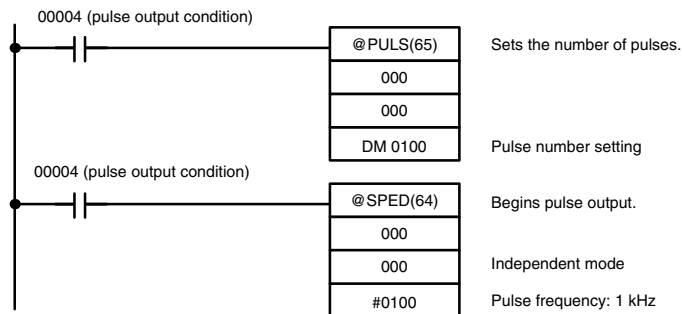 00004 (pulse output condition)
@PULS(65) Sets the number of pulses.
000
000
DM 0100 Pulse number setting
00004 (pulse output condition)
@SPED(64) Begins pulse output.
000
000 Independent mode
#0100 Pulse frequency: 1 kHz